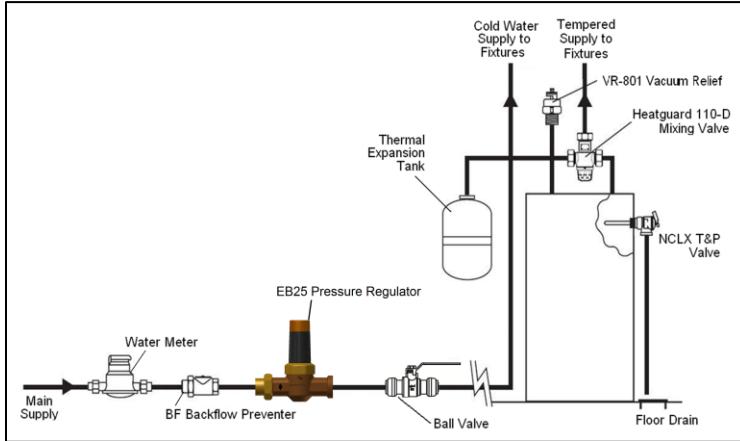 Cold Water
Supply to
Fixtures
Tempered
Supply to
Fixtures
VR-801 Vacuum Relief
Heatguard 110-D
Mixing Valve
Thermal
Expansion
Tank
NCLX T&P
Valve
EB25 Pressure Regulator
Water Meter
Main
Supply
BF Backflow Preventer
Ball Valve
Floor Drain